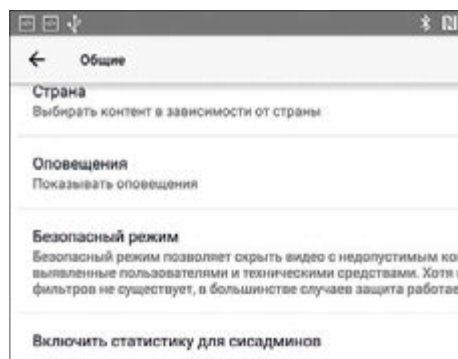 Общие
Страна
Выбирать контент в зависимости от страны
Оповещения
Показывать оповещения
Безопасный режим
Безопасный режим позволяет скрыть видео с недопустимым
выявленные пользователями и техническими средствами. Хотя
фильтров не существует, в большинстве случаев защита работае
Включить статистику для сисадминов